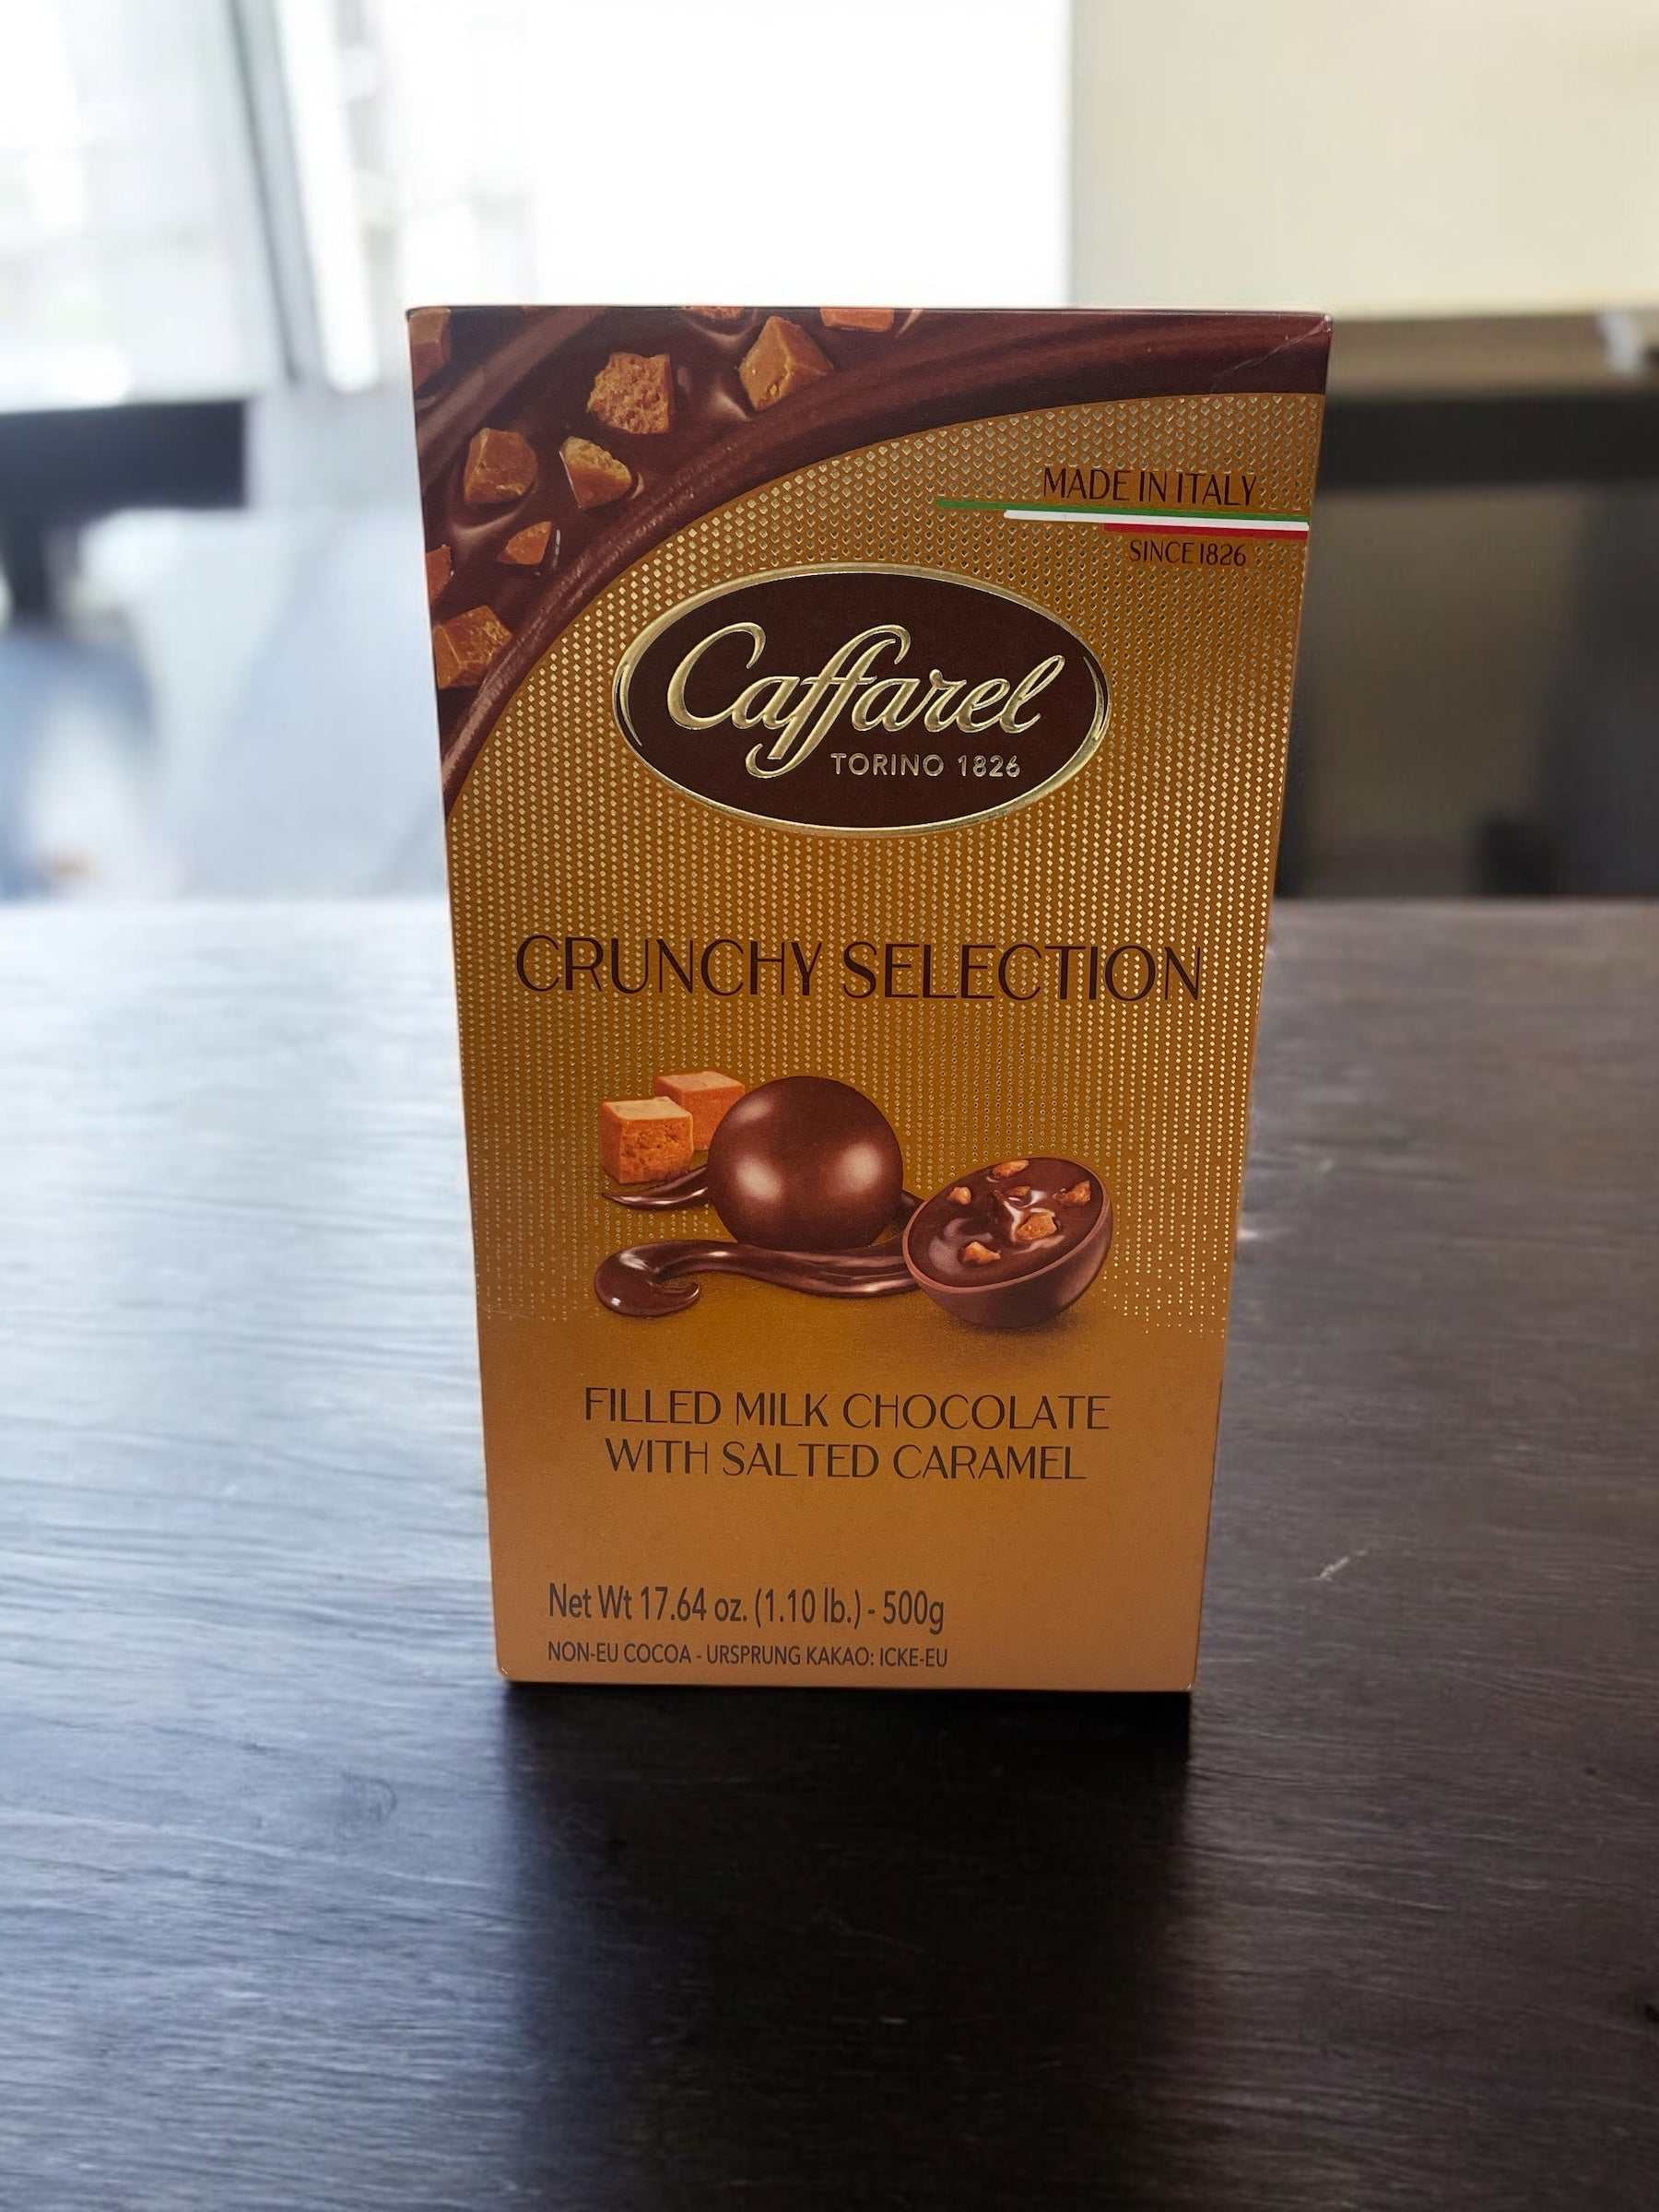 MADE IN ITALY
SINCE 1826
Caffarel
TORINO 1826
CRUNCHY SELECTION
FILLED MILK CHOCOLATE
WITH SALTED CARAMEL
Net Wt 17.64 oz. (1.10 lb.) - 500g
NON-EU COCOA - URSPRUNG KAKAO: ICKE-EU